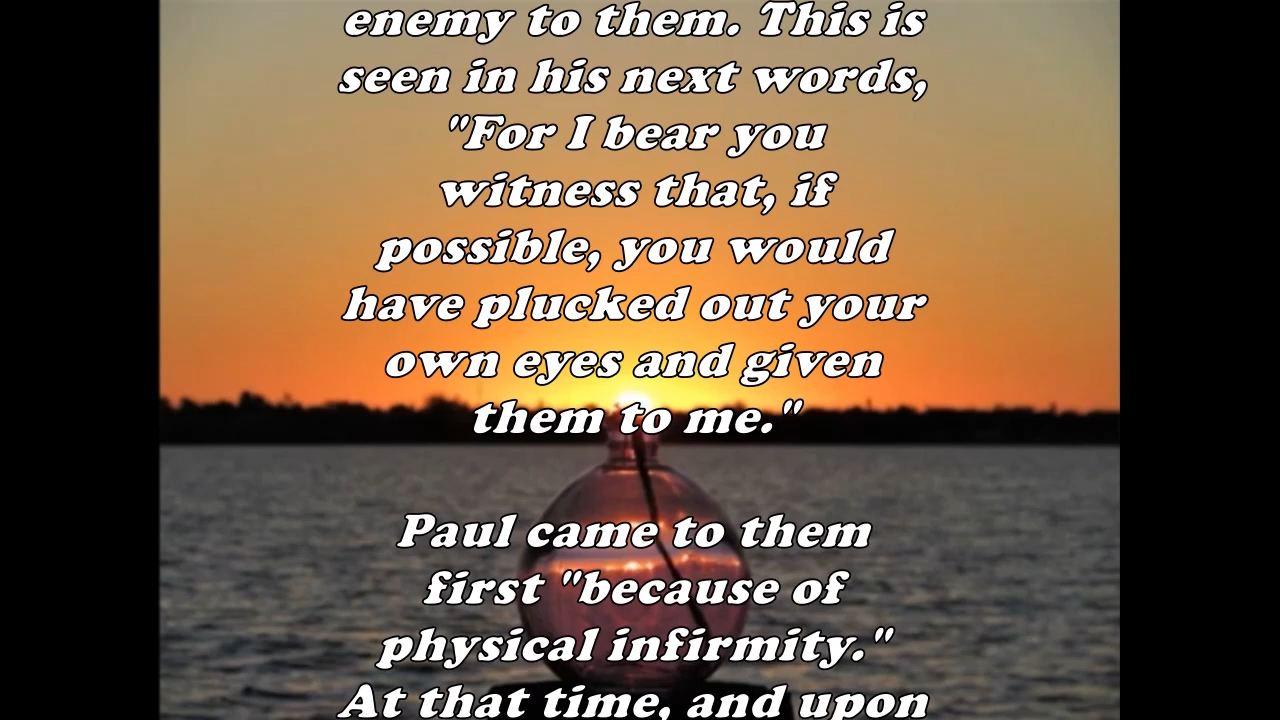 enemy to them. This is
seen in his next words,
"For I bear you
witness that, if
possible, you would
have plucked out your
own eyes and given
them to me."
Paul came to them
first "because of
physical infirmity."
At that time, and upon